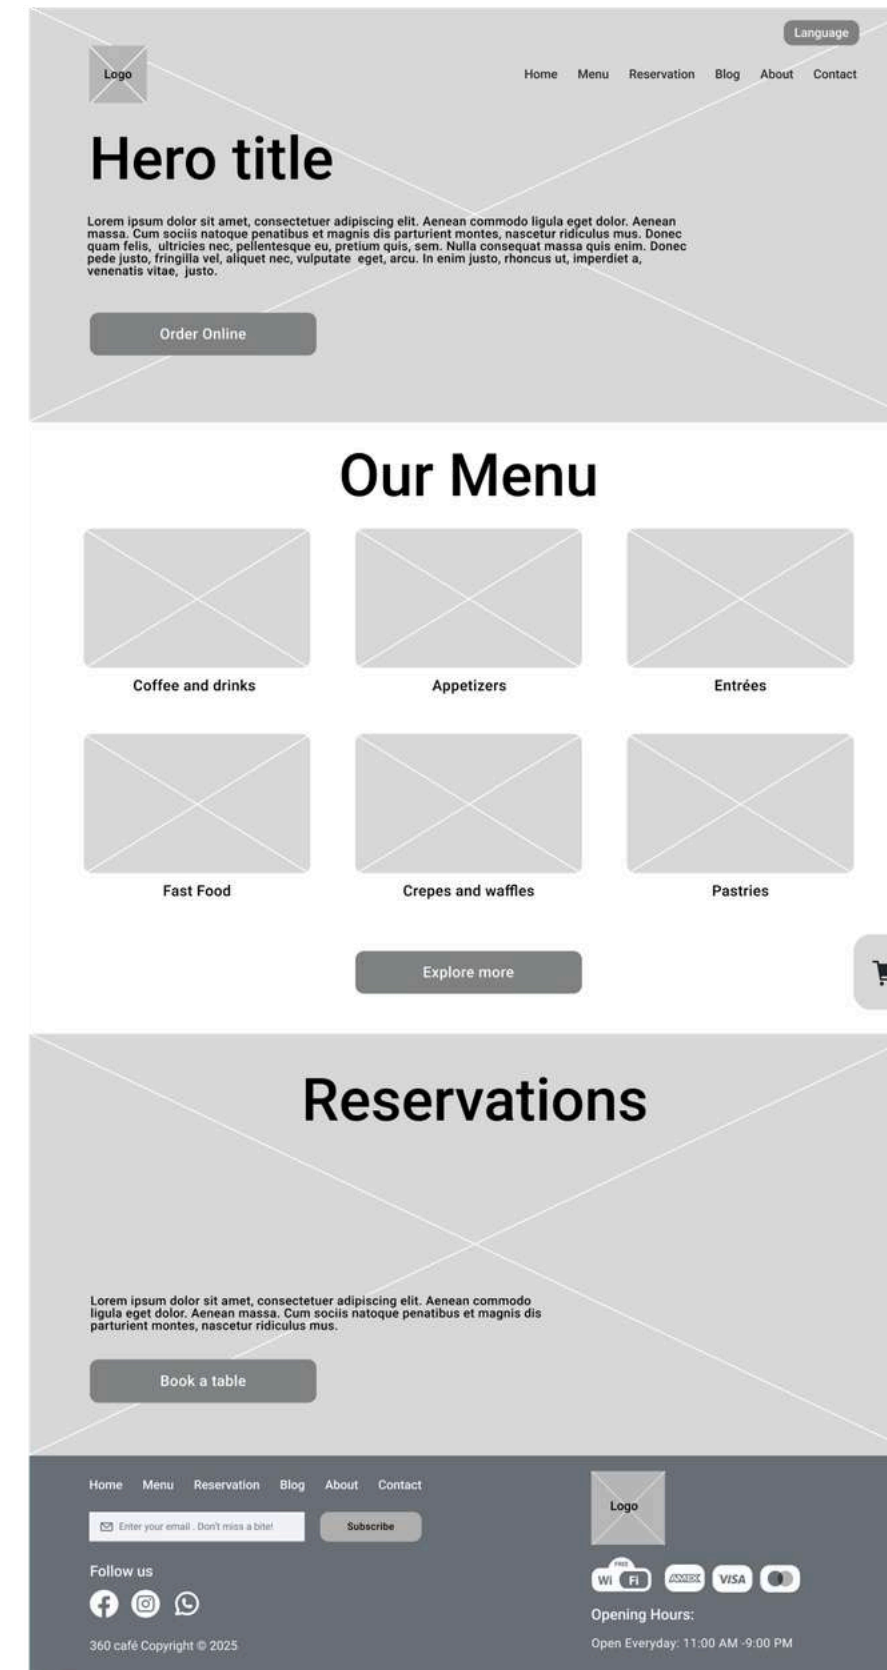 Language
Logo
Home Menu Reservation Blog About Contact
Hero title
Lorem ipsum dolor sit amet, consectetuer adipiscing elit. Aenean commodo ligula eget dolor. Aenean
massa. Cum sociis natoque penatibus et magnis dis parturient montes, nascetur ridiculus mus. Donec
quam felis, ultricies nec, pellentesque eu, pretium quis, sem. Nulla consequat massa quis enim. Donec
pede justo, fringilla vel, aliquet nec, vulputate eget, arcu. In enim justo, rhoncus ut, imperdiet a,
venenatis vitae, justo.
Order Online
Our Menu
Coffee and drinks
Appetizers
Entrées
Fast Food
Crepes and waffles
Pastries
Explore more
Reservations
Lorem ipsum dolor sit amet, consectetuer adipiscing elit. Aenean commodo
ligula eget dolor. Aenean massa. Cum sociis natoque penatibus et magnis dis
parturient montes, nascetur ridiculus mus.
Book a table
Home Menu Reservation Blog About Contact
Enter your email . Don't miss a bite!
Subscribe
Follow us
360 café Copyright © 2025
Logo
FREE
Wi Fi
AMEX
VISA
Opening Hours:
Open Everyday: 11:00 AM -9:00 PM